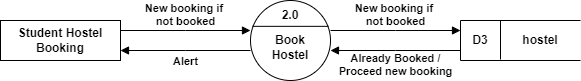 Student Hostel
Booking
New booking if
not booked
Alert
2.0
Book
Hostel
New booking if
not booked
Already Booked /
Proceed new booking
D3
hostel